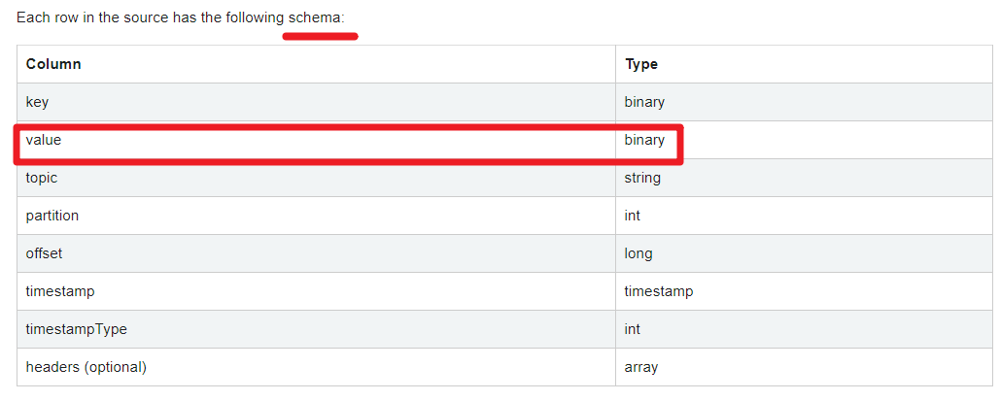 Each row in the source has the following schema:
Column Type
key binary
value binary
topic string
partition int
offset long
timestamp timestamp
timestampType int
headers (optional) array